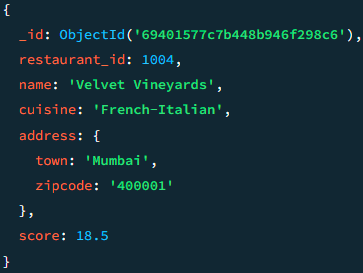 {
_id: ObjectId('69401577c7b448b946f298c6'),
restaurant_id: 1004,
name: 'Velvet Vineyards',
cuisine: 'French-Italian',
address: {
town: 'Mumbai',
zipcode: '400001'
},
score: 18.5
}